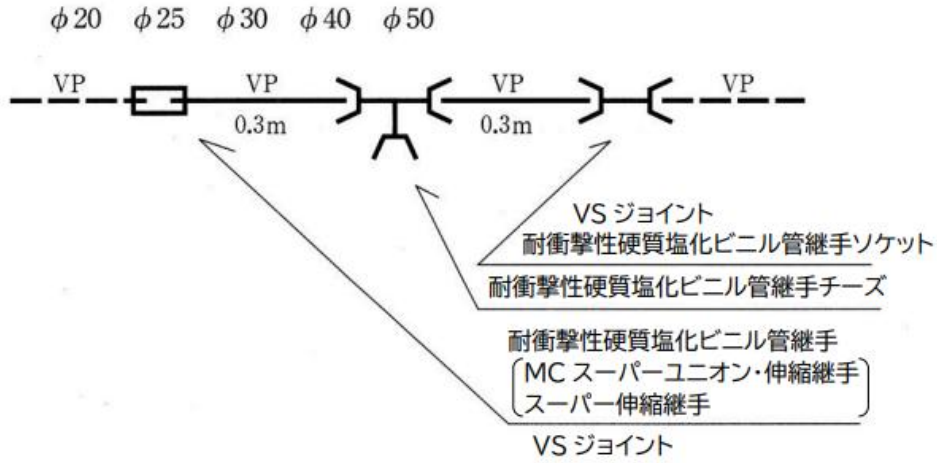 φ20 φ25 φ30 φ40 φ50
VP VP VP VP
0.3m 0.3m
VS ジョイント
耐衝撃性硬質塩化ビニル管継手ソケット
耐衝撃性硬質塩化ビニル管継手チーズ
耐衝撃性硬質塩化ビニル管継手
MC スーパーユニオン・伸縮継手
スーパー伸縮継手
VS ジョイント